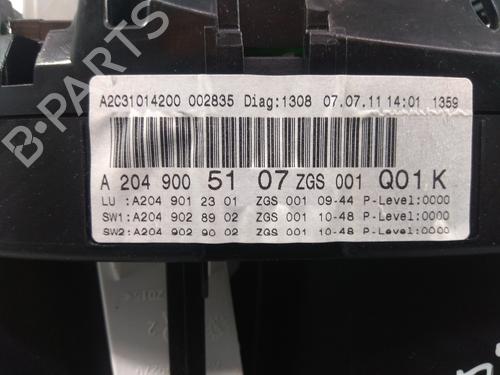 A2C31014200 002835 Diag:1308 07.07.11 14:01 1359
A 204 900 51 07 ZGS 001 Q01 K
LU :A204 901 23 01 ZGS 001 09-44 P-Level:0000
SW1:A204 902 89 02 ZGS 001 10-48 P-Level:0000
SW2:A204 902 90 02 ZGS 001 10-48 P-Level:0000